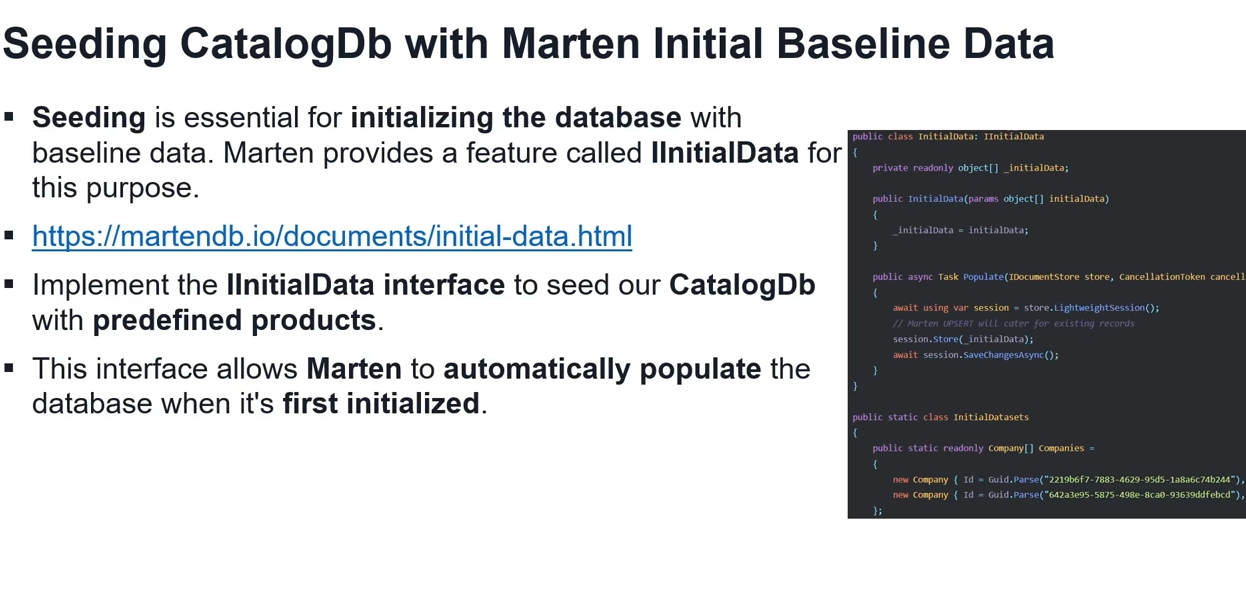 Seeding CatalogDb with Marten Initial Baseline Data
▪ Seeding is essential for initializing the database with
baseline data. Marten provides a feature called IInitialData for
this purpose.
▪ https://martendb.io/documents/initial-data.html
▪ Implement the IInitialData interface to seed our CatalogDb
with predefined products.
▪ This interface allows Marten to automatically populate the
database when it's first initialized.
public class InitialData: IInitialData
{
    private readonly object[] _initialData;
    public InitialData(params object[] initialData)
    {
        _initialData = initialData;
    }
    public async Task Populate(IDocumentStore store, CancellationToken cancell
    {
        await using var session = store.LightweightSession();
        // Marten UPSERT will cater for existing records
        session.Store(_initialData);
        await session.SaveChangesAsync();
    }
}
public static class InitialDatasets
{
    public static readonly Company[] Companies =
    {
        new Company { Id = Guid.Parse("2219b6f7-7883-4629-95d5-1a8a6c74b244"),
        new Company { Id = Guid.Parse("642a3e95-5875-498e-8ca0-93639ddfebcd"),
    };